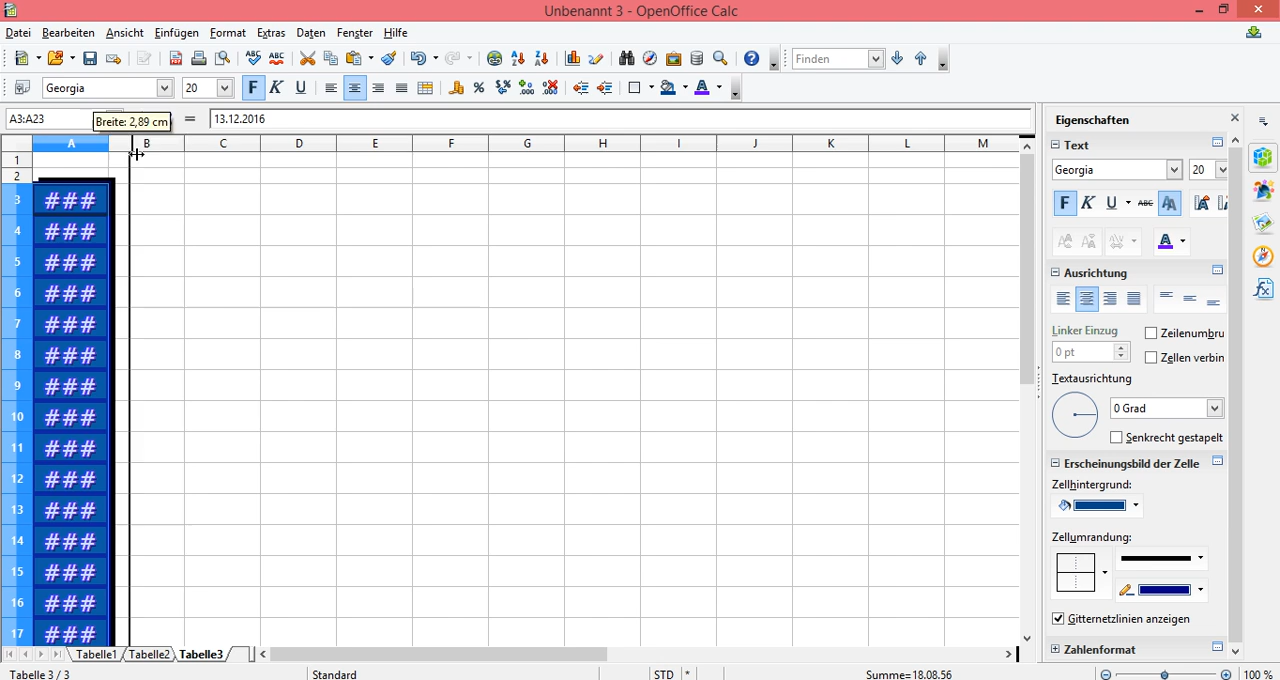 Unbenannt 3 - OpenOffice Calc
Datei Bearbeiten Ansicht Einfügen Format Extras Daten Fenster Hilfe
Finden
Georgia 20 F K U
A3:A23 = 13.12.2016
Breite: 2,89 cm
A B C D E F G H I J K L M
1
2
3 ###
4 ###
5 ###
6 ###
7 ###
8 ###
9 ###
10 ###
11 ###
12 ###
13 ###
14 ###
15 ###
16 ###
17 ###
Tabelle1 Tabelle2 Tabelle3
Tabelle 3 / 3 Standard STD * Summe=18.08.56 100 %
Eigenschaften
Text
Georgia 20
F K U ABC
Ausrichtung
Linker Einzug
Zeilenumbru
0 pt
Zellen verbin
Textausrichtung
0 Grad
Senkrecht gestapelt
Erscheinungsbild der Zelle
Zellhintergrund:
Zellumrandung:
Gitternetzlinien anzeigen
Zahlenformat